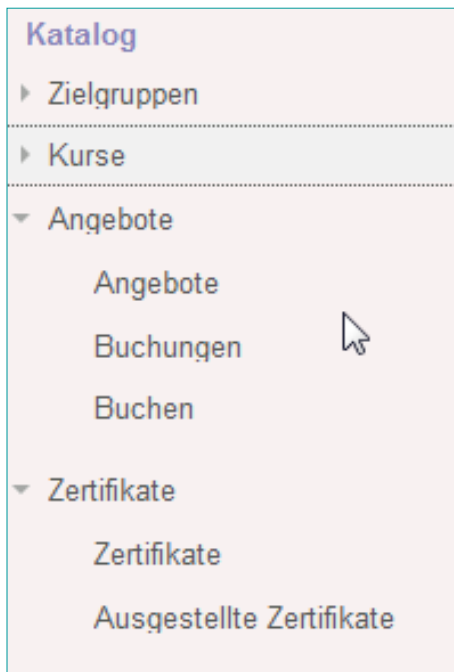 Katalog
Zielgruppen
Kurse
Angebote
Angebote
Buchungen
Buchen
Zertifikate
Zertifikate
Ausgestellte Zertifikate